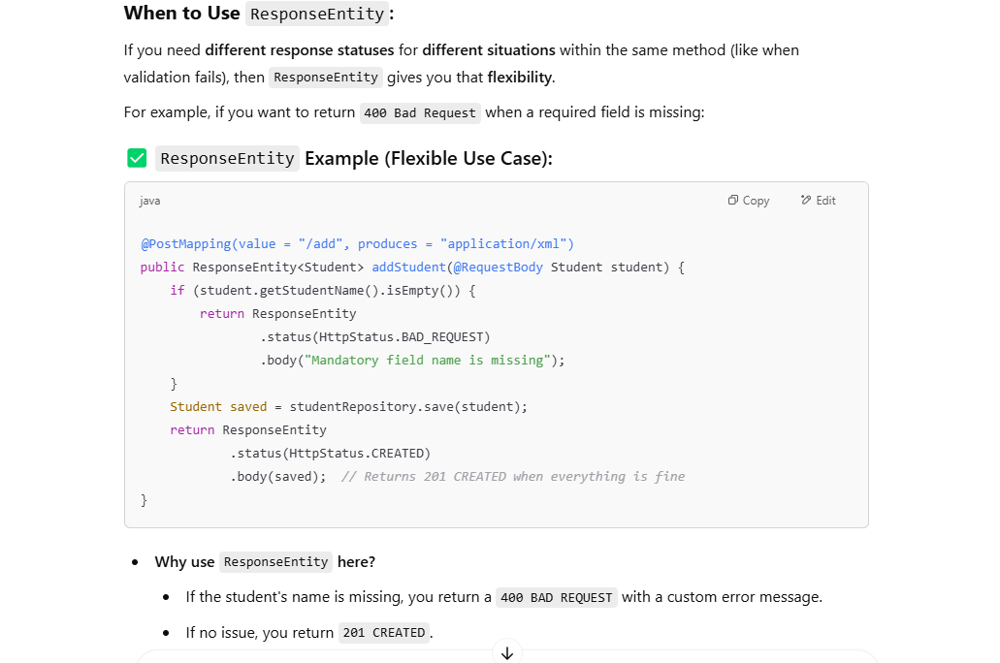 When to Use ResponseEntity:
If you need different response statuses for different situations within the same method (like when
validation fails), then ResponseEntity gives you that flexibility.
For example, if you want to return 400 Bad Request when a required field is missing:
✅ ResponseEntity Example (Flexible Use Case):
java Copy Edit
@PostMapping(value = "/add", produces = "application/xml")
public ResponseEntity<Student> addStudent(@RequestBody Student student) {
    if (student.getStudentName().isEmpty()) {
        return ResponseEntity
                .status(HttpStatus.BAD_REQUEST)
                .body("Mandatory field name is missing");
    }
    Student saved = studentRepository.save(student);
    return ResponseEntity
            .status(HttpStatus.CREATED)
            .body(saved);  // Returns 201 CREATED when everything is fine
}
• Why use ResponseEntity here?
• If the student's name is missing, you return a 400 BAD REQUEST with a custom error message.
• If no issue, you return 201 CREATED.